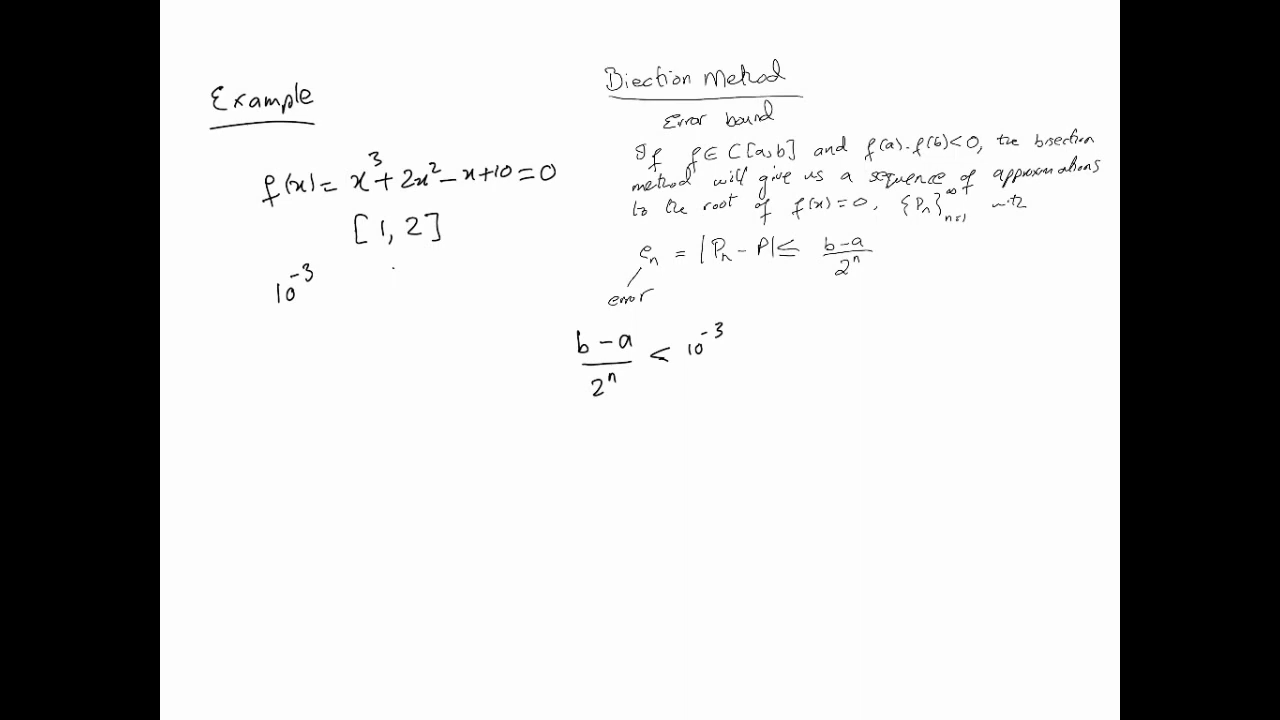 Example
f(x) = x³ + 2x² - x + 10 = 0
[1, 2]
10⁻³
Biection Method
Error bound
If f ∈ C[a,b] and f(a).f(b)<0, the bisection
method will give us a sequence of approximations
to the root of f(x)=0, {Pₙ}ₙ₌₁^∞ with
eₙ = |Pₙ - P| ≤ (b-a)/2ⁿ
error
(b-a)/2ⁿ < 10⁻³